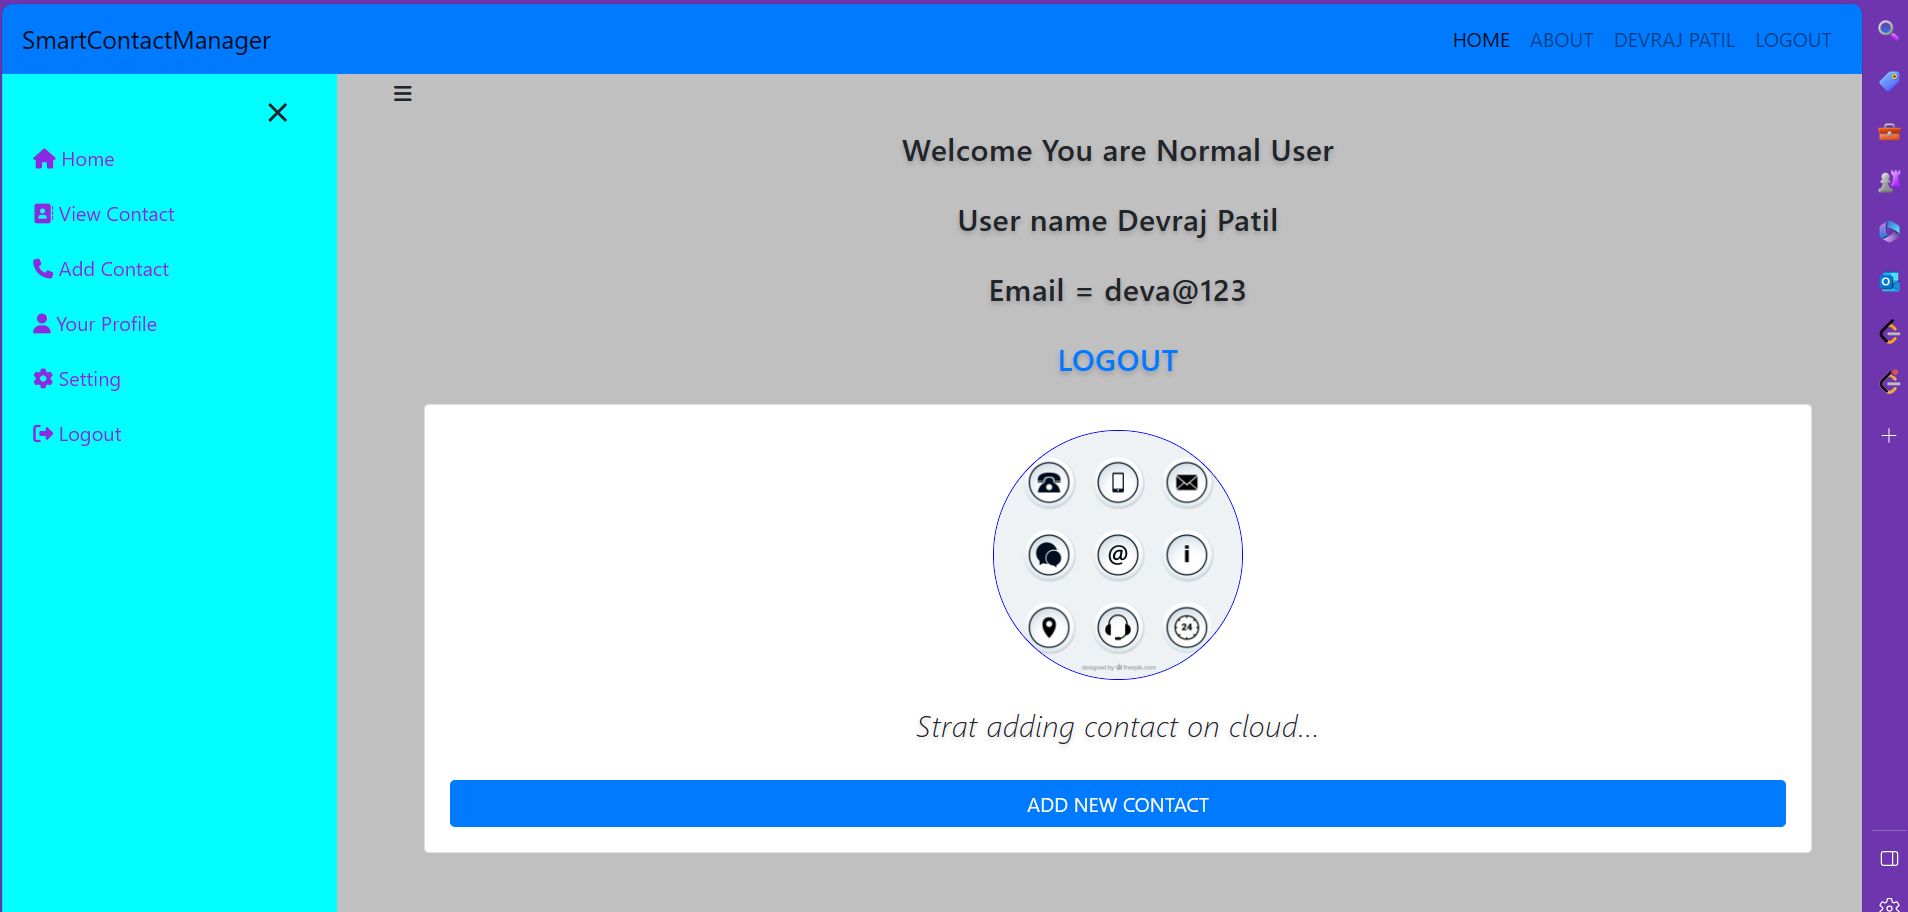 SmartContactManager
HOME ABOUT DEVRAJ PATIL LOGOUT
Home
View Contact
Add Contact
Your Profile
Setting
Logout
Welcome You are Normal User
User name Devraj Patil
Email = deva@123
LOGOUT
@
i
24
designed by freepik.com
Strat adding contact on cloud...
ADD NEW CONTACT